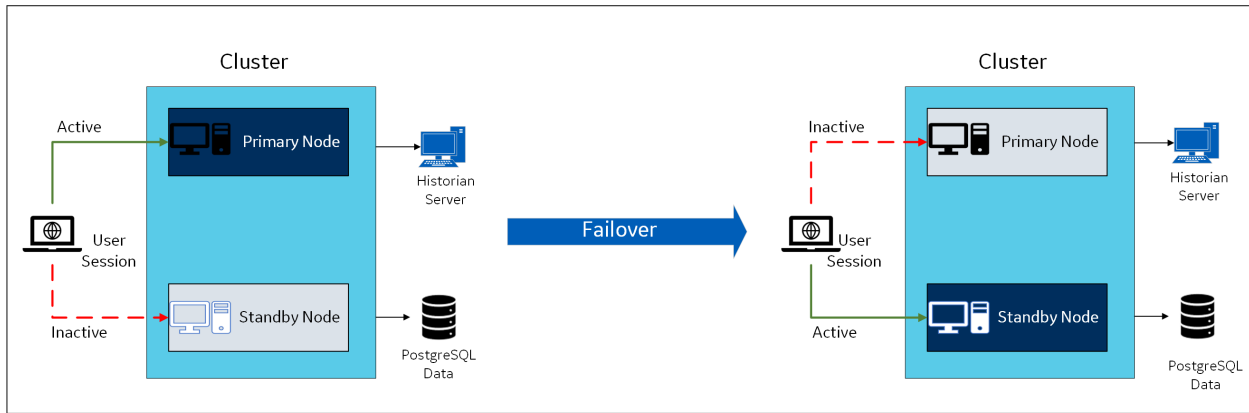 Cluster
Active
Primary Node
Historian
Server
User
Session
Inactive
Standby Node
PostgreSQL
Data
Failover
Cluster
Inactive
Primary Node
Historian
Server
User
Session
Active
Standby Node
PostgreSQL
Data